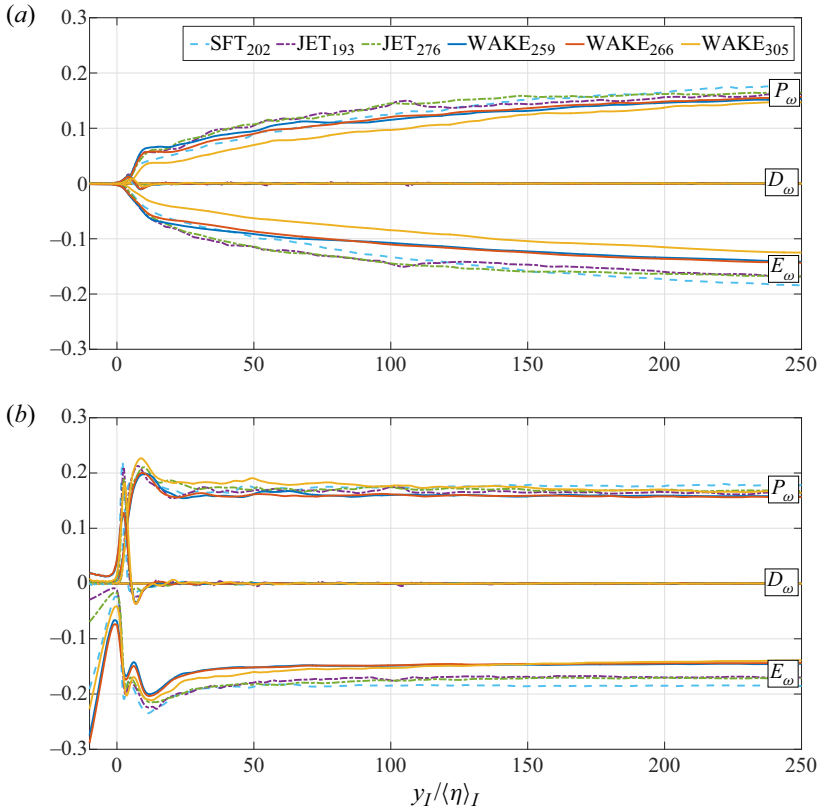 (a)
SFT202 JET193 JET276 WAKE259 WAKE266 WAKE305
0.3
0.2
Pω
0.1
Dω
0
–0.1
Eω
–0.2
–0.3
0 50 100 150 200 250
(b)
0.3
0.2
Pω
0.1
Dω
0
–0.1
Eω
–0.2
–0.3
0 50 100 150 200 250
yI/⟨η⟩I